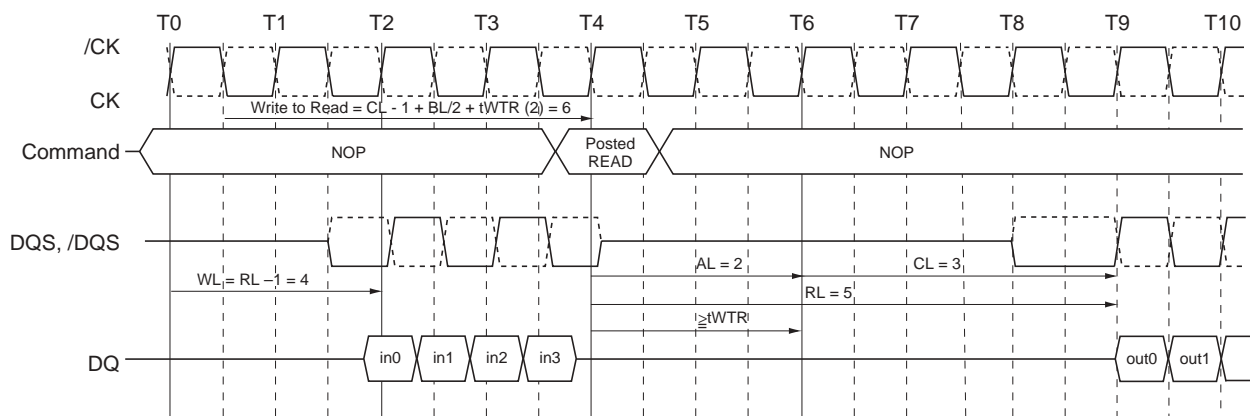 T0 T1 T2 T3 T4 T5 T6 T7 T8 T9 T10
/CK
CK
Write to Read = CL - 1 + BL/2 + tWTR (2) = 6
Command
NOP
Posted
READ
NOP
DQS, /DQS
AL = 2
CL = 3
WL = RL –1 = 4
RL = 5
≧tWTR
DQ
in0 in1 in2 in3
out0 out1